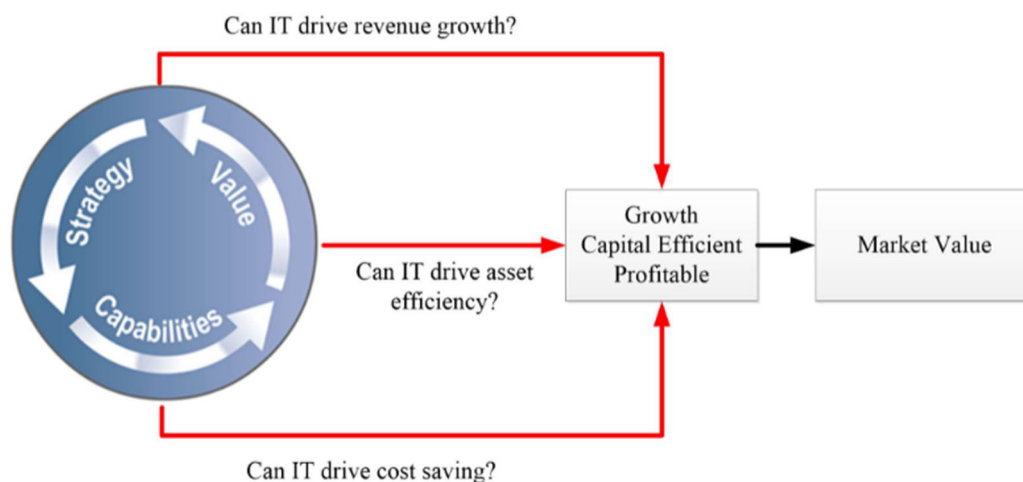 Can IT drive revenue growth?
Strategy
Value
Capabilities
Can IT drive asset
efficiency?
Growth
Capital Efficient
Profitable
Market Value
Can IT drive cost saving?